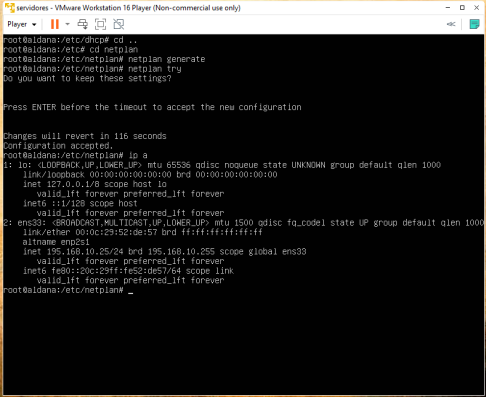 servidores - VMware Workstation 16 Player (Non-commercial use only)
Player
root@aldana:/etc/dhcp# cd ..
root@aldana:/etc# cd netplan
root@aldana:/etc/netplan# netplan generate
root@aldana:/etc/netplan# netplan try
Do you want to keep these settings?
Press ENTER before the timeout to accept the new configuration
Changes will revert in 116 seconds
Configuration accepted.
root@aldana:/etc/netplan# ip a
1: lo: <LOOPBACK,UP,LOWER_UP> mtu 65536 qdisc noqueue state UNKNOWN group default qlen 1000
link/loopback 00:00:00:00:00:00 brd 00:00:00:00:00:00
inet 127.0.0.1/8 scope host lo
valid_lft forever preferred_lft forever
inet6 ::1/128 scope host
valid_lft forever preferred_lft forever
2: ens33: <BROADCAST,MULTICAST,UP,LOWER_UP> mtu 1500 qdisc fq_codel state UP group default qlen 1000
link/ether 00:0c:29:52:de:57 brd ff:ff:ff:ff:ff:ff
altname enp2s1
inet 195.168.10.25/24 brd 195.168.10.255 scope global ens33
valid_lft forever preferred_lft forever
inet6 fe80::20c:29ff:fe52:de57/64 scope link
valid_lft forever preferred_lft forever
root@aldana:/etc/netplan# _